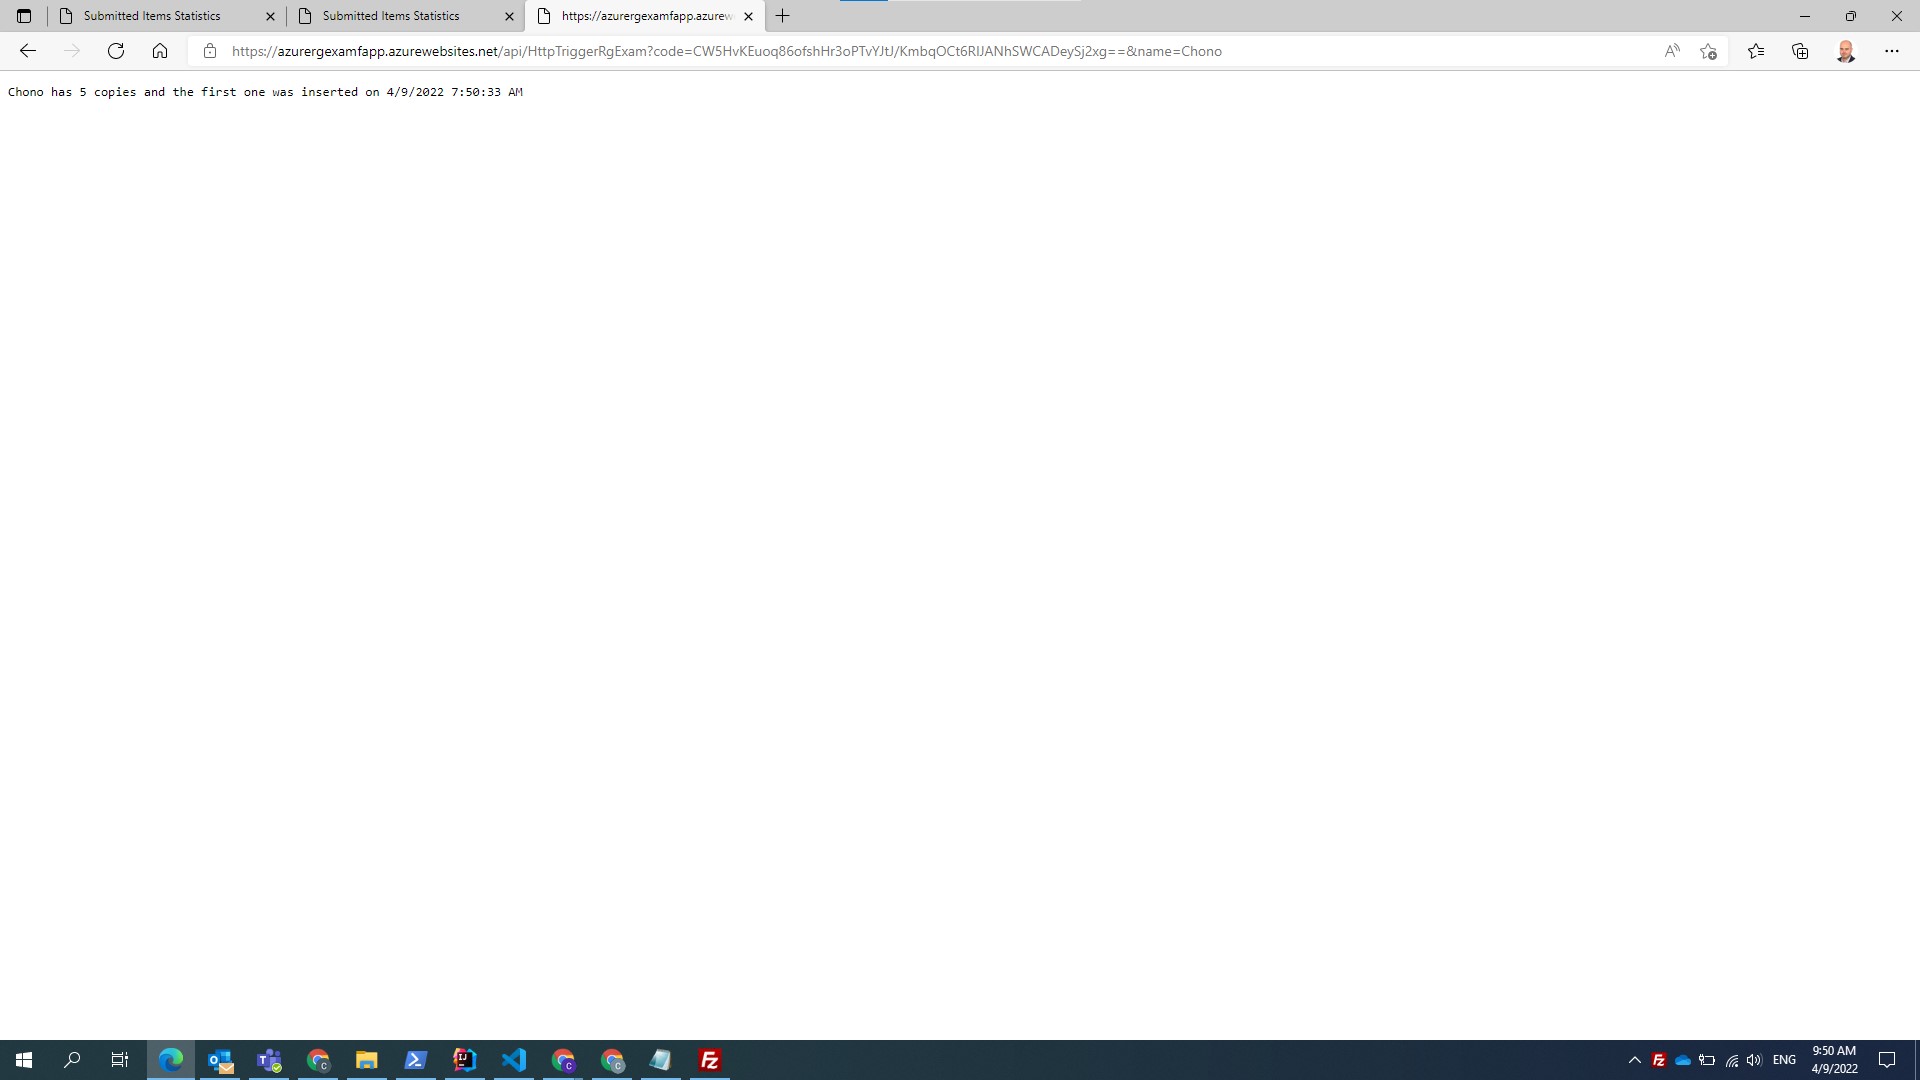 Submitted Items Statistics
Submitted Items Statistics
https://azurergexamfapp.azurew
https://azurergexamfapp.azurewebsites.net/api/HttpTriggerRgExam?code=CW5HvKEuoq86ofshHr3oPTvYJtJ/KmbqOCt6RIJANhSWCADeySj2xg==&name=Chono
Chono has 5 copies and the first one was inserted on 4/9/2022 7:50:33 AM
ENG
9:50 AM
4/9/2022